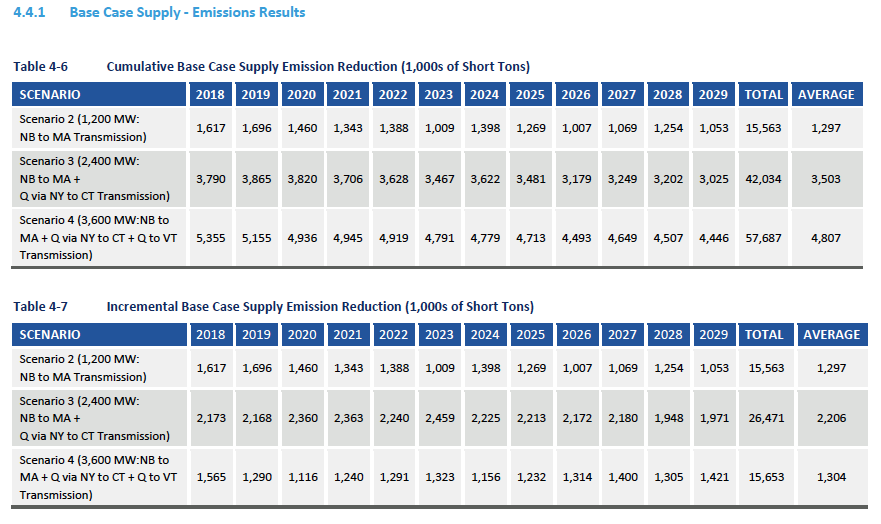 4.4.1 Base Case Supply - Emissions Results
Table 4-6 Cumulative Base Case Supply Emission Reduction (1,000s of Short Tons)
SCENARIO 2018 2019 2020 2021 2022 2023 2024 2025 2026 2027 2028 2029 TOTAL AVERAGE
Scenario 2 (1,200 MW:
NB to MA Transmission) 1,617 1,696 1,460 1,343 1,388 1,009 1,398 1,269 1,007 1,069 1,254 1,053 15,563 1,297
Scenario 3 (2,400 MW:
NB to MA + 3,790 3,865 3,820 3,706 3,628 3,467 3,622 3,481 3,179 3,249 3,202 3,025 42,034 3,503
Q via NY to CT Transmission)
Scenario 4 (3,600 MW:NB to
MA + Q via NY to CT + Q to VT 5,355 5,155 4,936 4,945 4,919 4,791 4,779 4,713 4,493 4,649 4,507 4,446 57,687 4,807
Transmission)
Table 4-7 Incremental Base Case Supply Emission Reduction (1,000s of Short Tons)
SCENARIO 2018 2019 2020 2021 2022 2023 2024 2025 2026 2027 2028 2029 TOTAL AVERAGE
Scenario 2 (1,200 MW:
NB to MA Transmission) 1,617 1,696 1,460 1,343 1,388 1,009 1,398 1,269 1,007 1,069 1,254 1,053 15,563 1,297
Scenario 3 (2,400 MW:
NB to MA + 2,173 2,168 2,360 2,363 2,240 2,459 2,225 2,213 2,172 2,180 1,948 1,971 26,471 2,206
Q via NY to CT Transmission)
Scenario 4 (3,600 MW:NB to
MA + Q via NY to CT + Q to VT 1,565 1,290 1,116 1,240 1,291 1,323 1,156 1,232 1,314 1,400 1,305 1,421 15,653 1,304
Transmission)